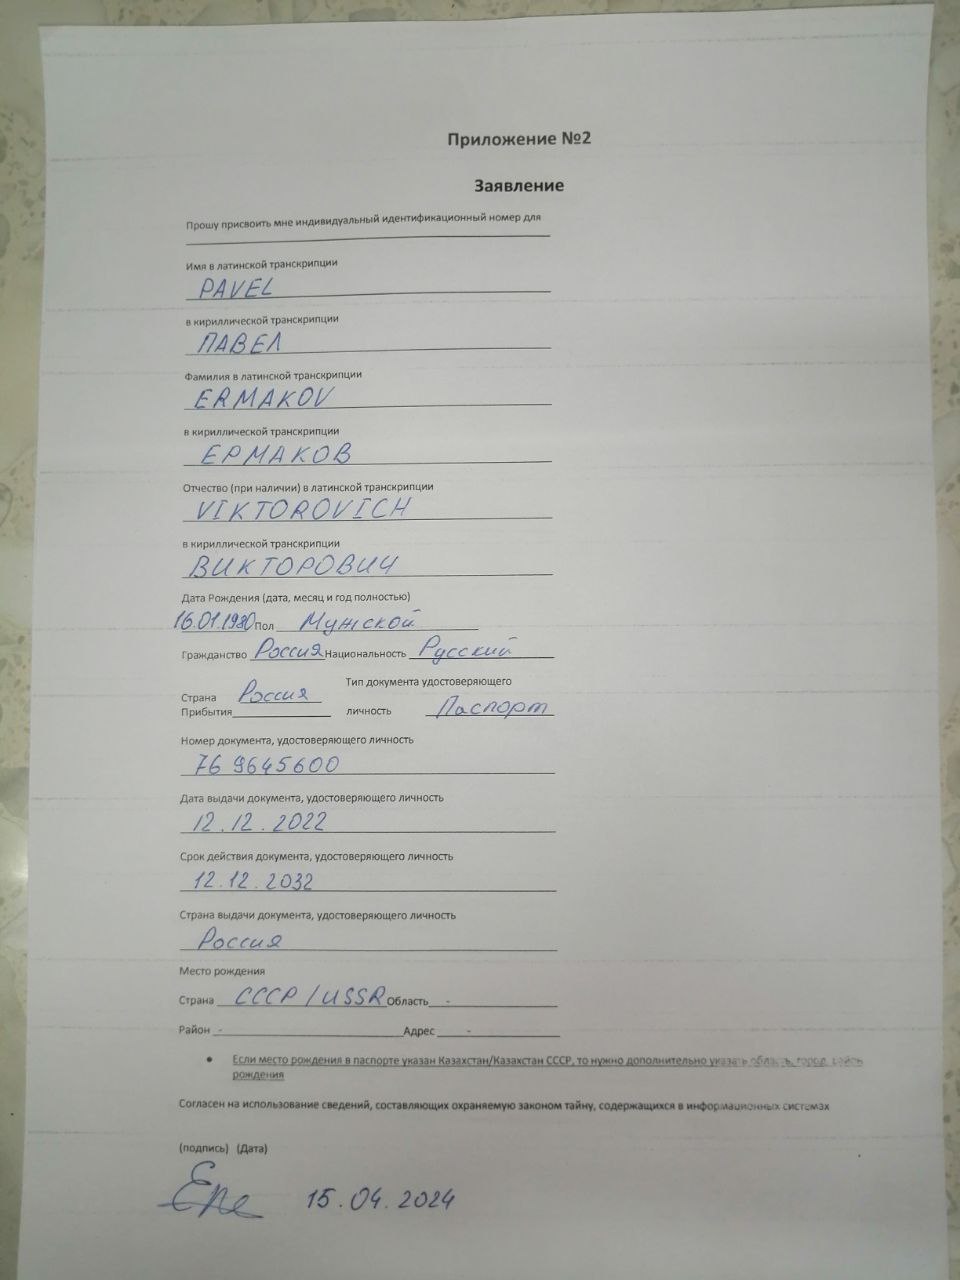 Приложение №2
Заявление
Прошу присвоить мне индивидуальный идентификационный номер для
Имя в латинской транскрипции
PAVEL
в кириллической транскрипции
ПАВЕЛ
Фамилия в латинской транскрипции
ERMAKOV
в кириллической транскрипции
ЕРМАКОВ
Отчество (при наличии) в латинской транскрипции
VIKTOROVICH
в кириллической транскрипции
ВИКТОРОВИЧ
Дата Рождения (дата, месяц и год полностью)
16.01.1980 Пол Мужской
Гражданство Россия Национальность Русский
Тип документа удостоверяющего
Страна Россия
Прибытия личность Паспорт
Номер документа, удостоверяющего личность
76 9645600
Дата выдачи документа, удостоверяющего личность
12.12.2022
Срок действия документа, удостоверяющего личность
12.12.2032
Страна выдачи документа, удостоверяющего личность
Россия
Место рождения
Страна СССР/USSR Область -
Район - Адрес -
• Если место рождения в паспорте указан Казахстан/Казахстан СССР, то нужно дополнительно указать область, город,
рождения
Согласен на использование сведений, составляющих охраняемую законом тайну, содержащихся в информационных системах
(подпись) (Дата)
15.04.2024